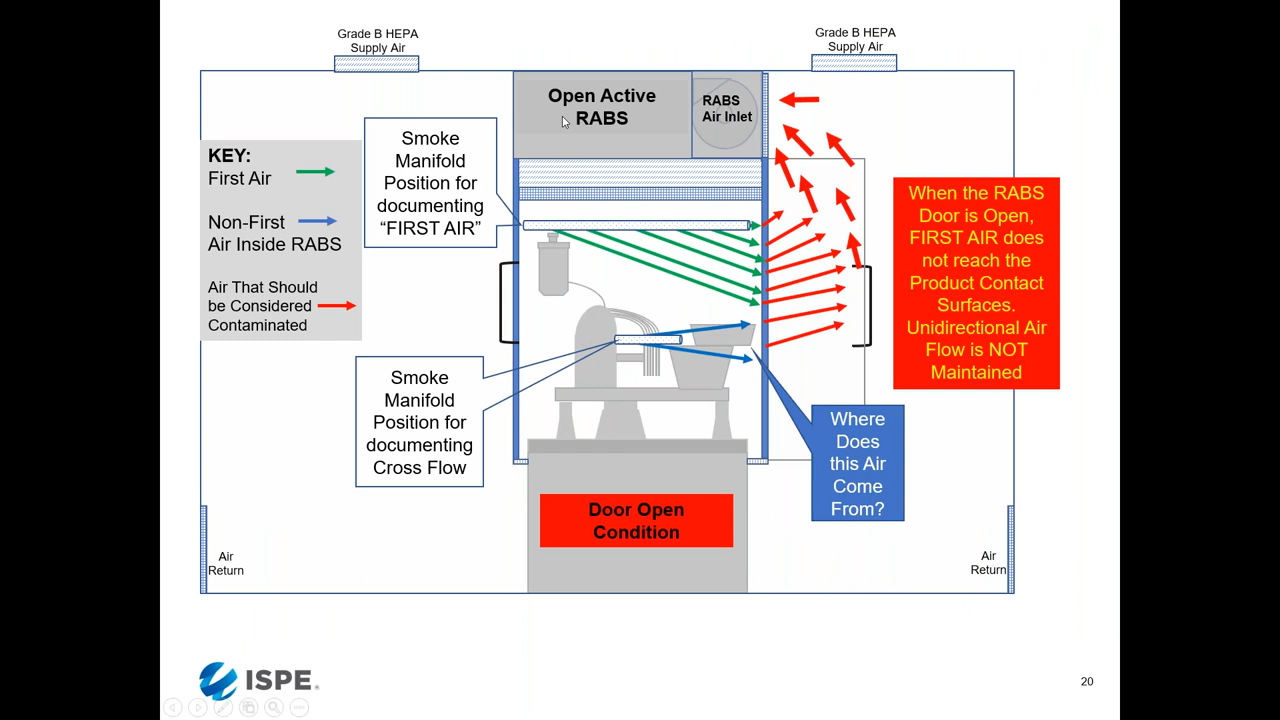 Grade B HEPA
Supply Air
Grade B HEPA
Supply Air
Open Active
RABS
RABS
Air Inlet
KEY:
First Air
Non-First
Air Inside RABS
Air That Should
be Considered
Contaminated
Smoke
Manifold
Position for
documenting
“FIRST AIR”
When the RABS
Door is Open,
FIRST AIR does
not reach the
Product Contact
Surfaces.
Unidirectional Air
Flow is NOT
Maintained
Smoke
Manifold
Position for
documenting
Cross Flow
Where
Does
this Air
Come
From?
Door Open
Condition
Air
Return
Air
Return
ISPE®
20